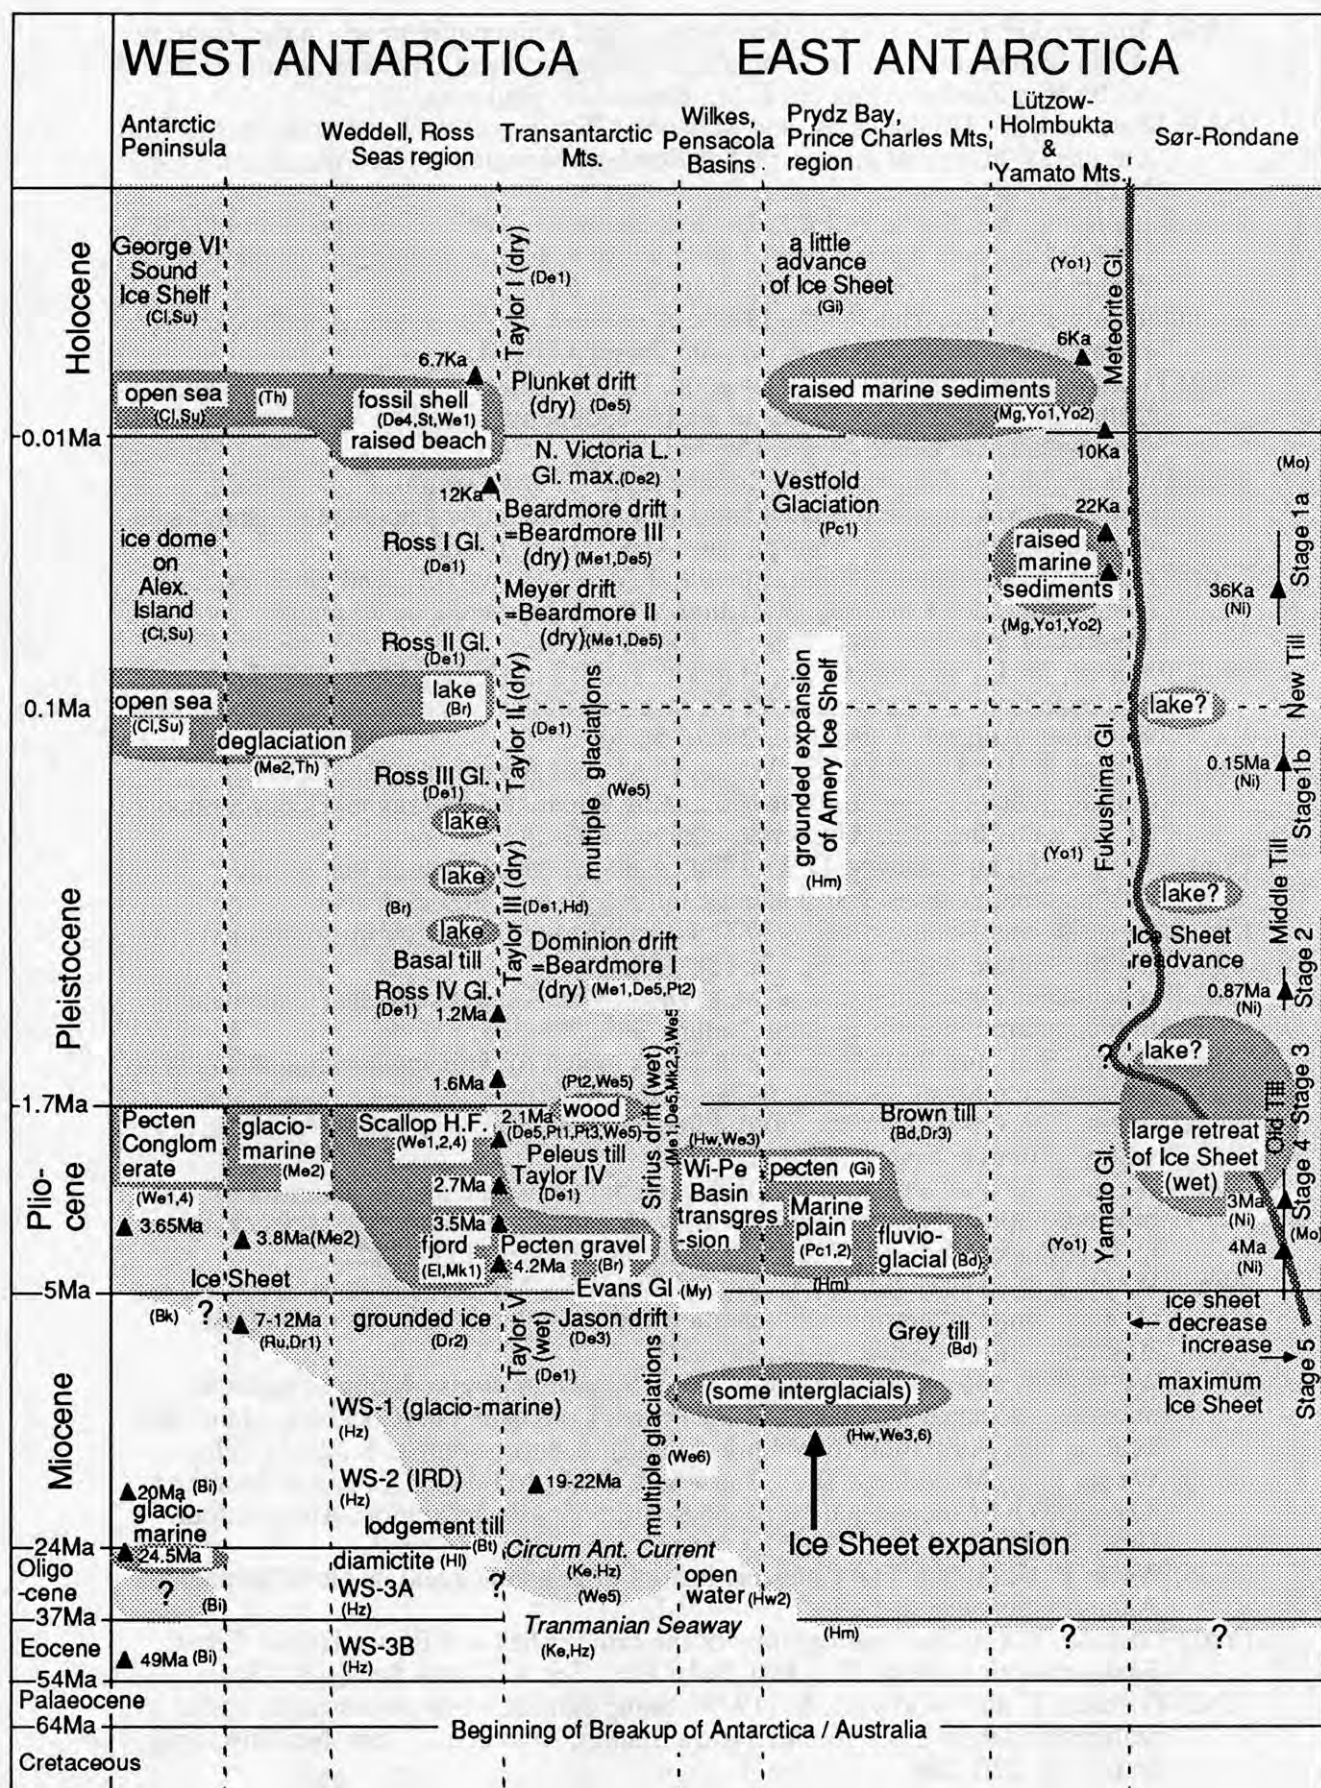 WEST ANTARCTICA
EAST ANTARCTICA
Antarctic
Peninsula
Weddell, Ross
Seas region
Transantarctic
Mts.
Wilkes,
Pensacola
Basins
Prydz Bay,
Prince Charles Mts,
region
Lützow-
Holmbukta
&
Yamato Mts.
Sør-Rondane
Holocene
George VI
Sound
Ice Shelf
(Cl,Su)
Taylor I (dry)
(De1)
a little
advance
of Ice Sheet
(Gi)
(Yo1)
Meteorite Gl.
6.7Ka
6Ka
open sea
(Cl,Su)
(Th)
fossil shell
(De4,St,We1)
raised beach
Plunket drift
(dry) (De5)
raised marine sediments
(Mg,Yo1,Yo2)
0.01Ma
10Ka
N. Victoria L.
Gl. max.(De2)
12Ka
Vestfold
Glaciation
(Pc1)
(Mo)
Stage 1a
22Ka
Beardmore drift
=Beardmore III
(dry) (Me1,De5)
ice dome
on
Alex.
Island
(Cl,Su)
Ross I Gl.
(De1)
raised
marine
sediments
(Mg,Yo1,Yo2)
36Ka
(Ni)
Meyer drift
=Beardmore II
(dry)(Me1,De5)
Ross II Gl.
(De1)
Pleistocene
grounded expansion
of Amery Ice Shelf
(Hm)
New Till
0.1Ma
open sea
(Cl,Su)
lake
(Br)
Taylor II (dry)
(De1)
multiple glaciations
(We5)
lake?
deglaciation
(Me2,Th)
Fukushima Gl.
(Yo1)
Ross III Gl.
(De1)
0.15Ma
(Ni)
Stage1b
lake
lake
(Br)
lake
Taylor III (dry)
(De1,Hd)
lake?
Middle Till
Basal till
Dominion drift
=Beardmore I
(dry) (Me1,De5,Pt2)
Ice Sheet
readvance
Stage 2
Ross IV Gl.
(De1)
1.2Ma
0.87Ma
(Ni)
Sirius drift (wet)
(Me1,De5,Mk2,3,We5)
?
lake?
1.6Ma
(Pt2,We5)
Stage 3
1.7Ma
Plio-
cene
Pecten
Conglom
erate
(We1,4)
glacio-
marine
(Me2)
Scallop H.F.
(We1,2,4)
2.1Ma
wood
(De5,Pt1,Pt3,We5)
Peleus till
Taylor IV
(De1)
(Hw,We3)
Wi-Pe
Basin
transgres
-sion
pecten (Gi)
Marine
plain
(Pc1,2)
(Hm)
Brown till
(Bd,Dr3)
fluvio-
glacial (Bd)
Yamato Gl.
(Yo1)
large retreat
of Ice Sheet
(wet)
Old Till
Stage 4
2.7Ma
3Ma
(Ni)
(Mo)
4Ma
(Ni)
3.65Ma
3.8Ma(Me2)
3.5Ma
fjord
(El,Mk1)
Pecten gravel
4.2Ma (Br)
Ice Sheet
Evans Gl (My)
5Ma
(Bk)
?
7-12Ma
(Ru,Dr1)
grounded ice
(Dr2)
Taylor V
(wet)
(De1)
Jason drift
(De3)
Grey till
(Bd)
ice sheet
decrease
increase
Stage 5
maximum
Ice Sheet
Miocene
(some interglacials)
(Hw,We3,6)
WS-1 (glacio-marine)
(Hz)
multiple glaciations
(We6)
WS-2 (IRD)
(Hz)
19-22Ma
20Ma (Bi)
glacio-
marine
lodgement till
(Bt)
Ice Sheet expansion
24Ma
Oligo
-cene
24.5Ma
?
(Bi)
diamictite (Hl)
WS-3A
(Hz)
?
Circum Ant. Current
(Ke,Hz)
(We5)
open
water (Hw2)
37Ma
Tranmanian Seaway
(Ke,Hz)
(Hm)
?
?
Eocene
49Ma (Bi)
WS-3B
(Hz)
54Ma
Palaeocene
64Ma
Beginning of Breakup of Antarctica / Australia
Cretaceous